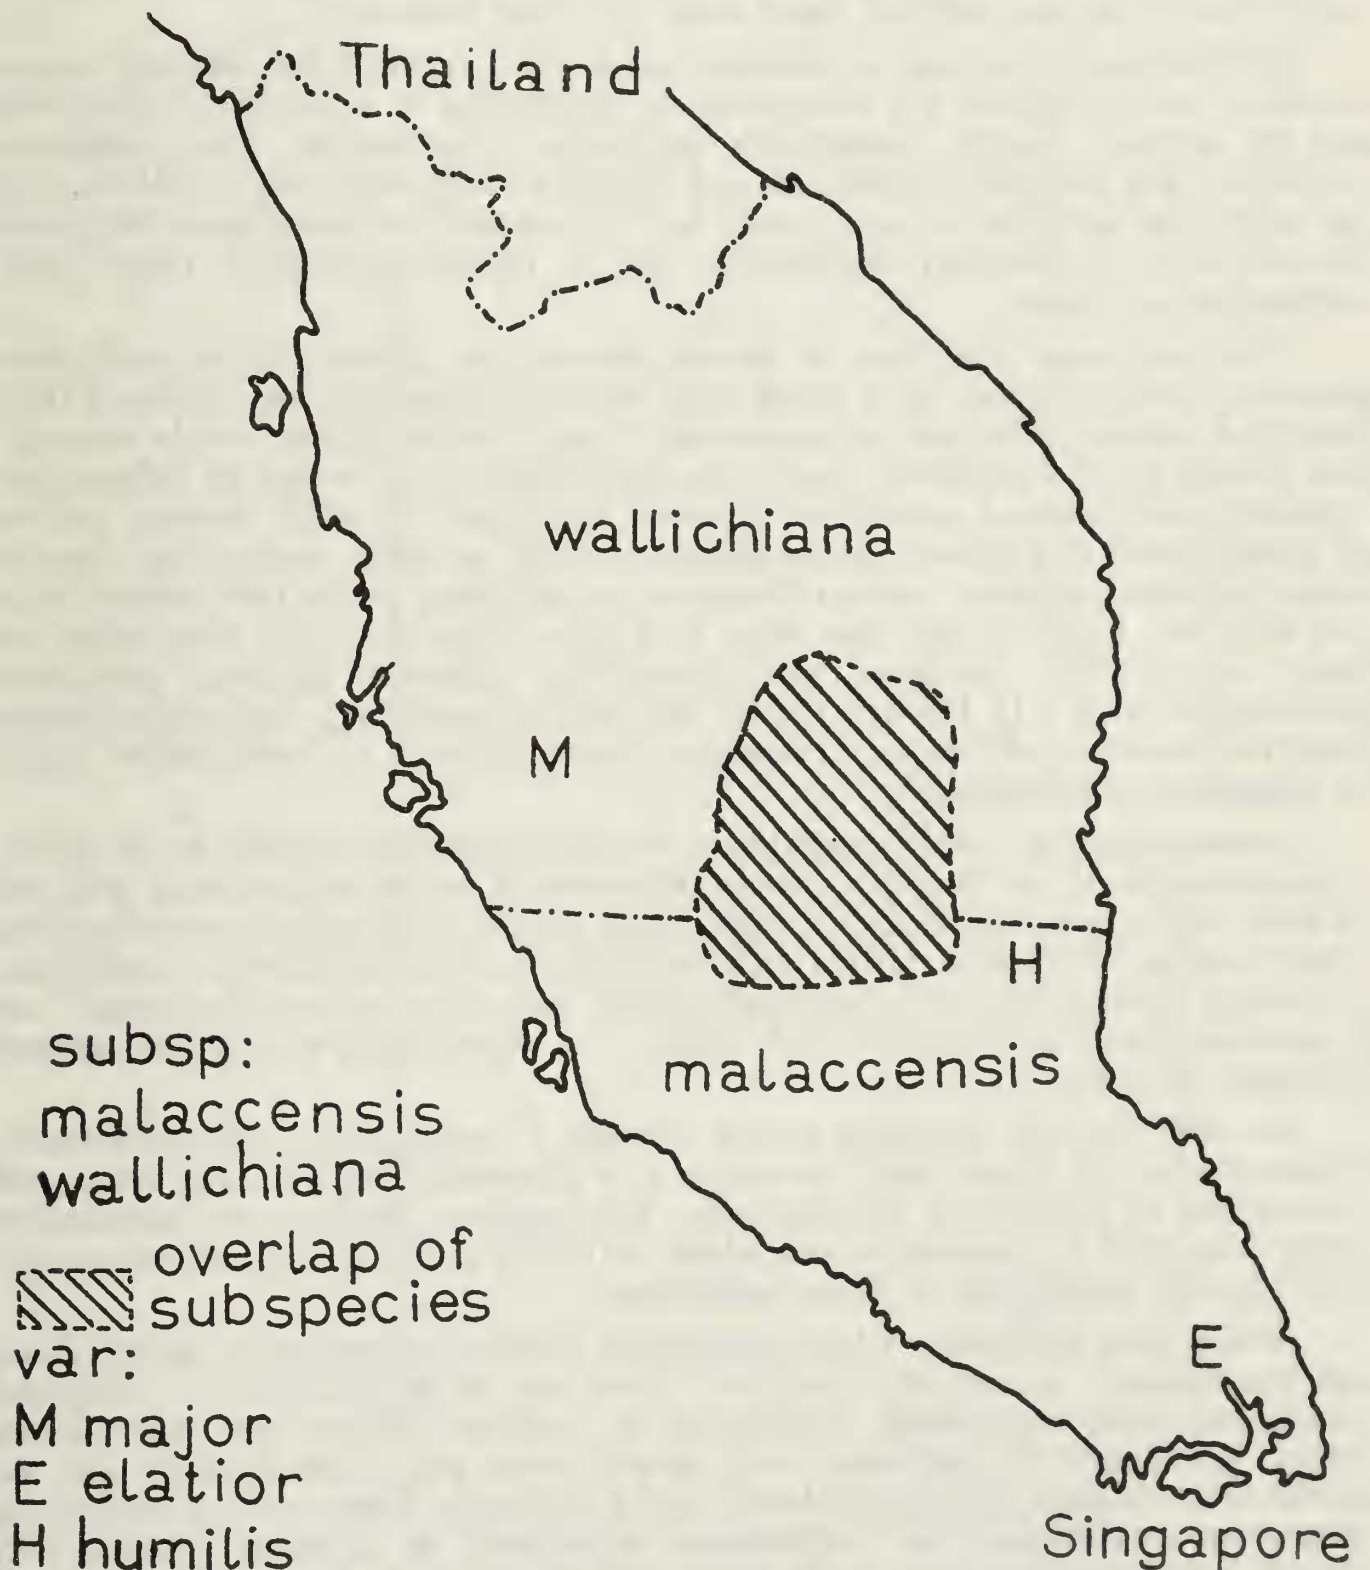 Thailand
wallichiana
M
H
malaccensis
subsp:
malaccensis
wallichiana
overlap of
subspecies
var:
M major
E elatior
H humilis
E
Singapore